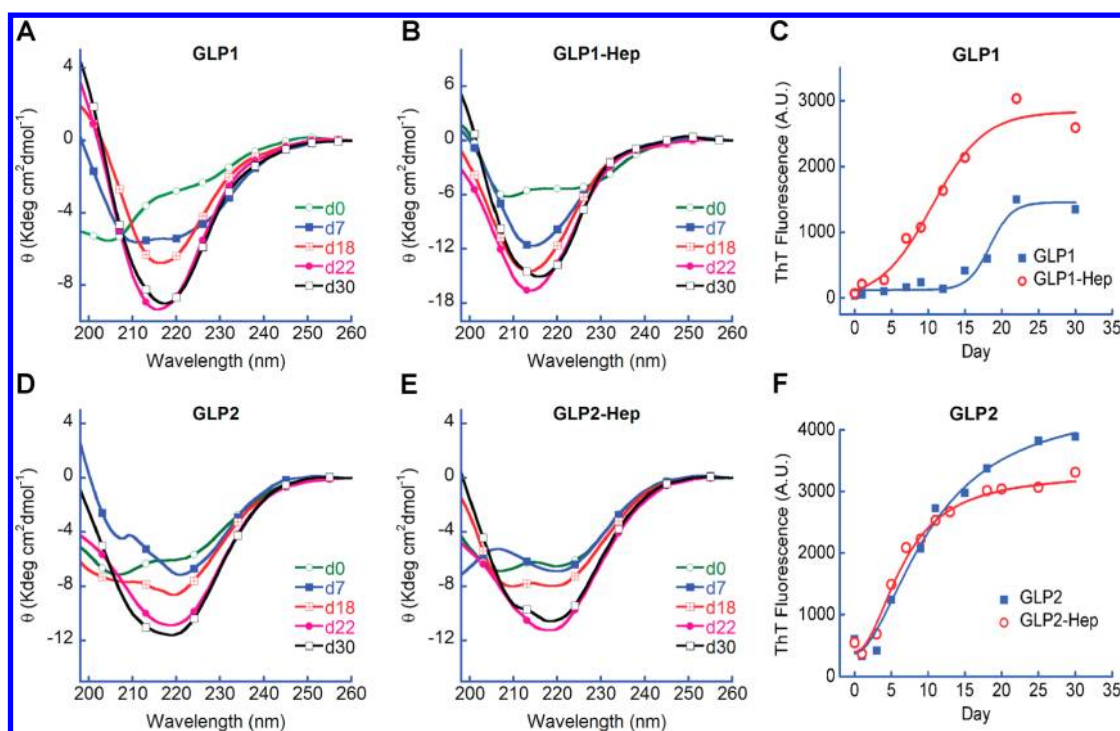 A
GLP1
θ (Kdeg cm²dmol⁻¹)
4
0
-4
-8
200 210 220 230 240 250 260
Wavelength (nm)
d0
d7
d18
d22
d30
B
GLP1-Hep
θ (Kdeg cm²dmol⁻¹)
6
0
-6
-12
-18
200 210 220 230 240 250 260
Wavelength (nm)
d0
d7
d18
d22
d30
C
GLP1
ThT Fluorescence (A.U.)
3000
2000
1000
0
0 5 10 15 20 25 30 35
Day
GLP1
GLP1-Hep
D
GLP2
θ (Kdeg cm²dmol⁻¹)
4
0
-4
-8
-12
200 210 220 230 240 250 260
Wavelength (nm)
d0
d7
d18
d22
d30
E
GLP2-Hep
θ (Kdeg cm²dmol⁻¹)
4
0
-4
-8
-12
200 210 220 230 240 250 260
Wavelength (nm)
d0
d7
d18
d22
d30
F
GLP2
ThT Fluorescence (A.U.)
4000
3000
2000
1000
0
0 5 10 15 20 25 30 35
Day
GLP2
GLP2-Hep